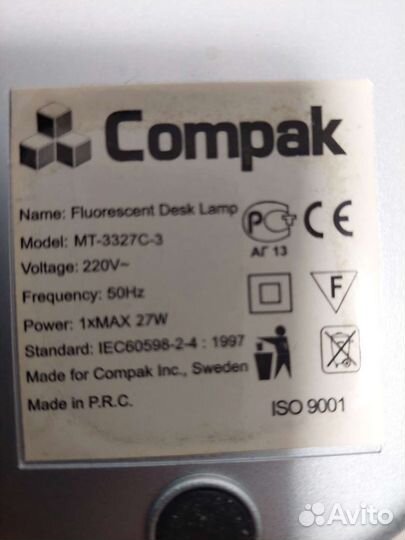 Compak
Name: Fluorescent Desk Lamp
Model: MT-3327C-3
Voltage: 220V~
Frequency: 50Hz
Power: 1xMAX 27W
Standard: IEC60598-2-4 : 1997
Made for Compak Inc., Sweden
Made in P.R.C.
РСТ CE
АГ 13
F
ISO 9001
Avito